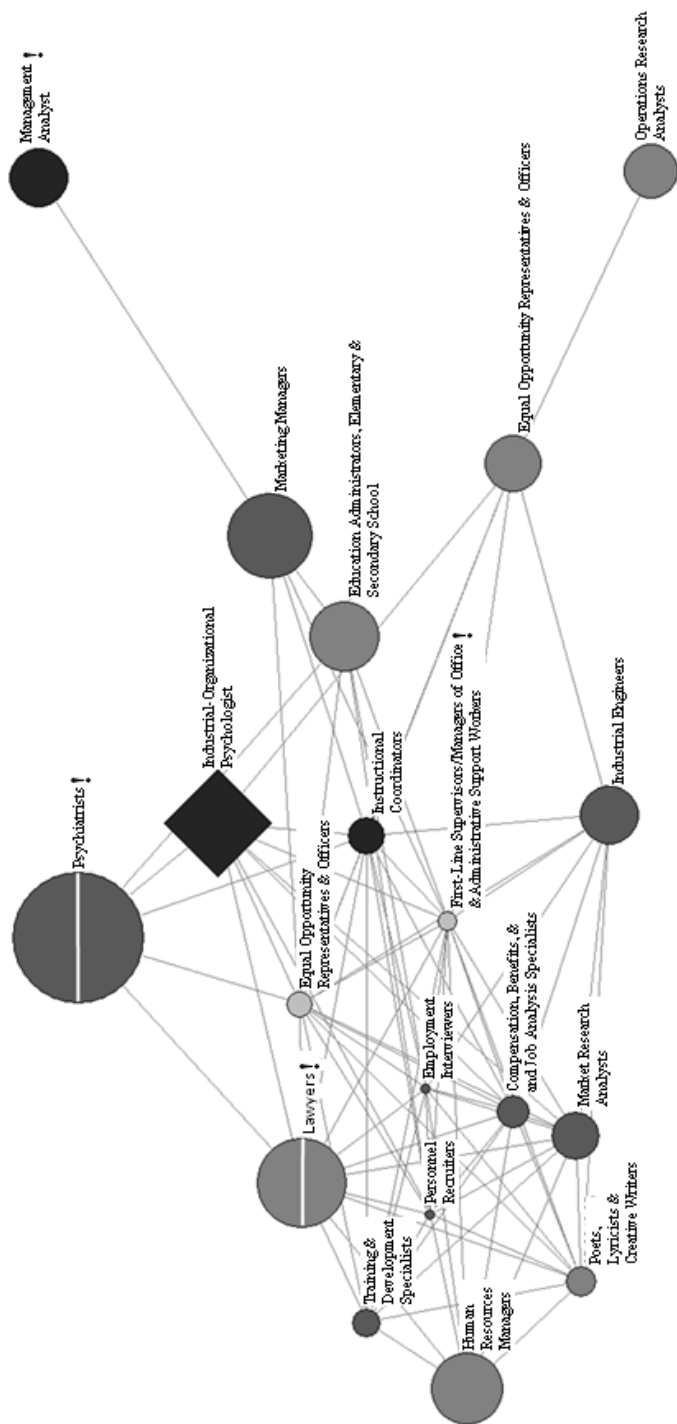 Management !
Analyst
Operations Research
Analysts
Equal Opportunity Representatives & Officers
Marketing Managers
Education Administrators, Elementary &
Secondary School
Industrial-Organizational
Psychologist
Psychiatrists !
Instructional
Coordinators
First-Line Supervisors/Managers of Office !
& Administrative Support Workers
Industrial Engineers
Equal Opportunity
Representatives & Officers
Lawyers !
Employment
Interviewers
Compensation, Benefits, &
and Job Analysis Specialists
Market Research
Analysts
Personnel
Recruiters
Training &
Development
Specialists
Human
Resources
Managers
Poets,
Lyricists &
Creative Writers